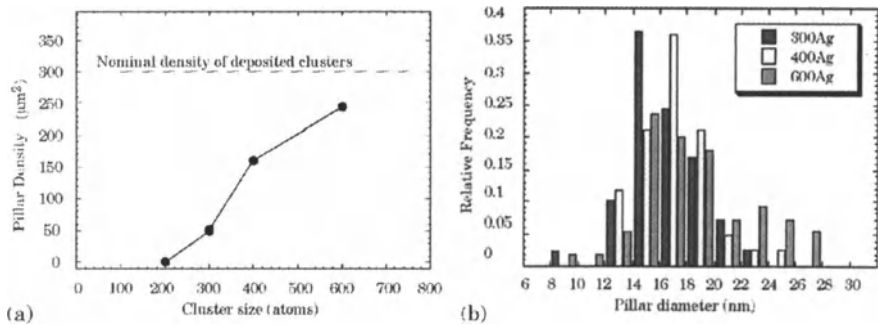 350
300
250
200
150
100
50
0
Pillar Density (μm²)
Nominal density of deposited clusters
0 100 200 300 400 500 600 700 800
Cluster size (atoms)
(a)
0.4
0.35
0.3
0.25
0.2
0.15
0.1
0.05
0
Relative Frequency
300Ag
400Ag
600Ag
6 8 10 12 14 16 18 20 22 24 26 28 30
Pillar diameter (nm)
(b)